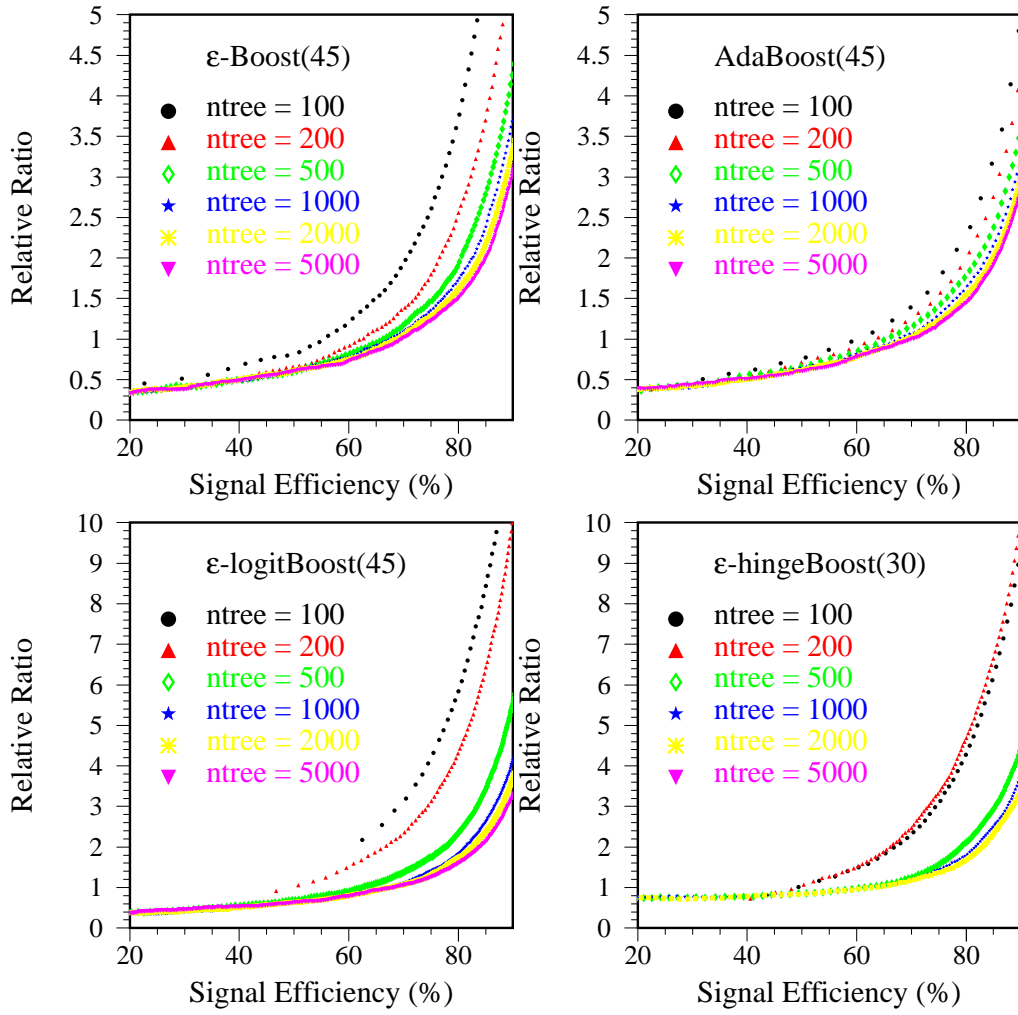 ε-Boost(45)
ntree = 100
ntree = 200
ntree = 500
ntree = 1000
ntree = 2000
ntree = 5000
Relative Ratio
5
4.5
4
3.5
3
2.5
2
1.5
1
0.5
0
20
40
60
80
Signal Efficiency (%)
AdaBoost(45)
ntree = 100
ntree = 200
ntree = 500
ntree = 1000
ntree = 2000
ntree = 5000
Relative Ratio
5
4.5
4
3.5
3
2.5
2
1.5
1
0.5
0
20
40
60
80
Signal Efficiency (%)
ε-logitBoost(45)
ntree = 100
ntree = 200
ntree = 500
ntree = 1000
ntree = 2000
ntree = 5000
Relative Ratio
10
9
8
7
6
5
4
3
2
1
0
20
40
60
80
Signal Efficiency (%)
ε-hingeBoost(30)
ntree = 100
ntree = 200
ntree = 500
ntree = 1000
ntree = 2000
ntree = 5000
Relative Ratio
10
9
8
7
6
5
4
3
2
1
0
20
40
60
80
Signal Efficiency (%)